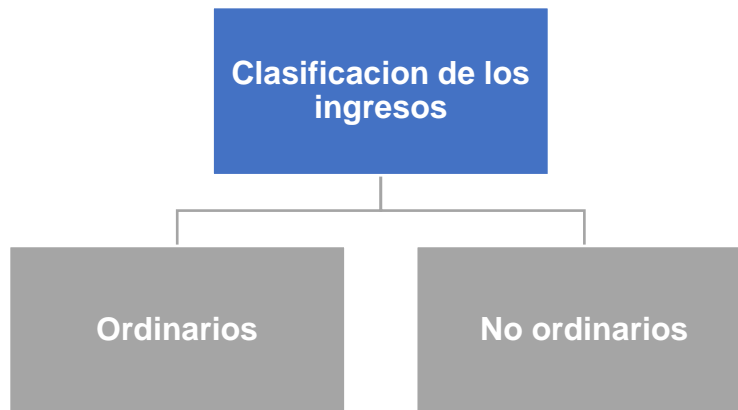 Clasificacion de los
ingresos
Ordinarios
No ordinarios